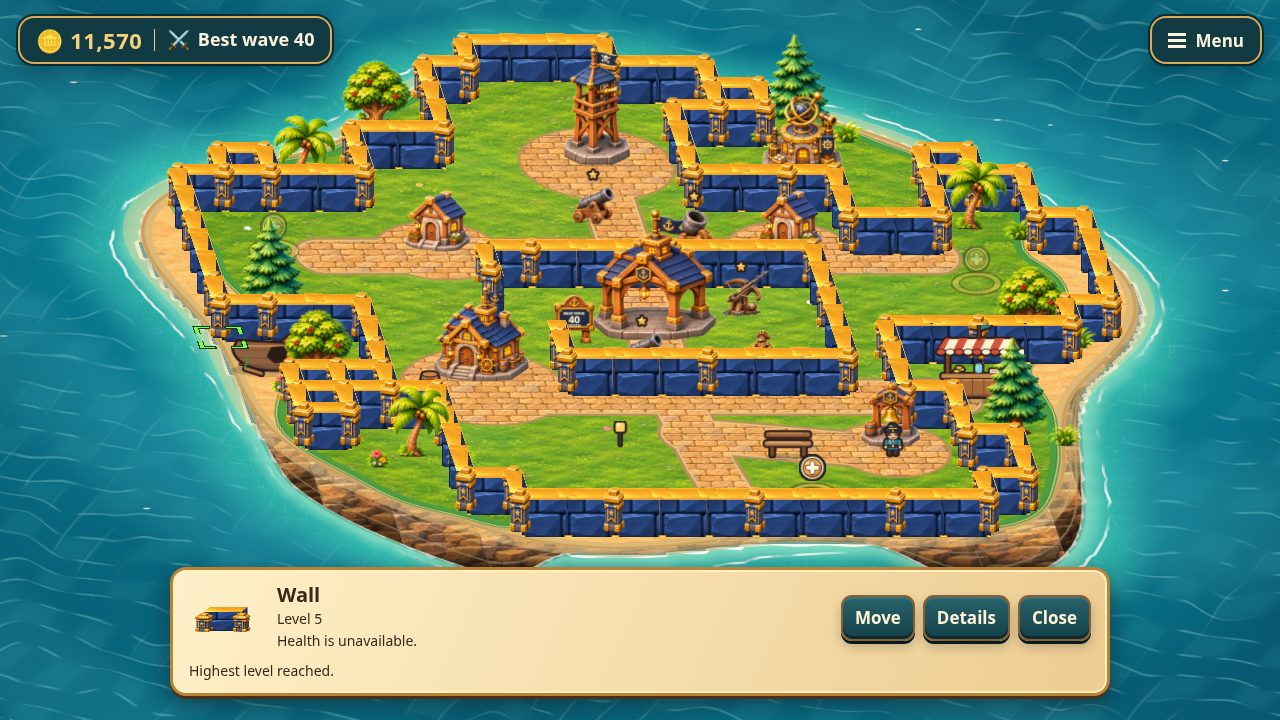 11,570
Best wave 40
Menu
40
Wall
Level 5
Health is unavailable.
Highest level reached.
Move
Details
Close